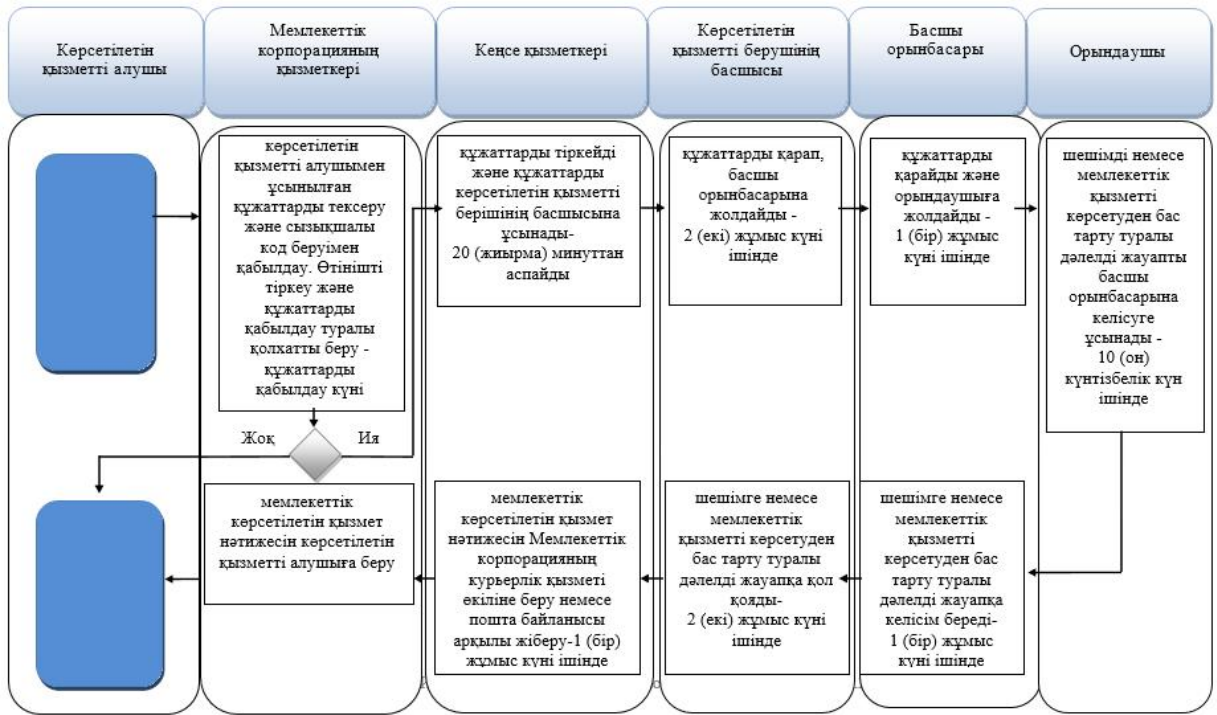 Көрсетілетін
қызметті алушы
Мемлекеттік
корпорацияның
қызметкері
Кеңсе қызметкері
Көрсетілетін
қызметті берушінің
басшысы
Басшы
орынбасары
Орындаушы
көрсетілетін
қызметті алушымен
ұсынылған
құжаттарды тексеру
және сызықшалы
код беруімен
қабылдау. Өтінішті
тіркеу және
құжаттарды
қабылдау туралы
қолхатты беру -
құжаттарды
қабылдау күні
құжаттарды тіркейді
және құжаттарды
көрсетілетін қызметті
берішінің басшысына
ұсынады-
20 (жиырма) минуттан
аспайды
құжаттарды қарап,
басшы
орынбасарына
жолдайды -
2 (екі) жұмыс күні
ішінде
құжаттарды
қарайды және
орындаушыға
жолдайды -
1 (бір) жұмыс
күні ішінде
шешімді немесе
мемлекеттік
қызметті
көрсетуден бас
тарту туралы
дәлелді жауапты
басшы
орынбасарына
келісуге
ұсынады -
10 (он)
күнтізбелік күн
ішінде
Жоқ
Ия
мемлекеттік
көрсетілетін қызмет
нәтижесін көрсетілетін
қызметті алушыға беру
мемлекеттік
көрсетілетін қызмет
нәтижесін Мемлекеттік
корпорацияның
курьерлік қызметі
өкіліне беру немесе
пошта байланысы
арқылы жіберу-1 (бір)
жұмыс күні ішінде
шешімге немесе
мемлекеттік
қызметті көрсетуден
бас тарту туралы
дәлелді жауапқа қол
қояды-
2 (екі) жұмыс күні
ішінде
шешімге немесе
мемлекеттік
қызметті
көрсетуден бас
тарту туралы
дәлелді жауапқа
келісім береді-
1 (бір) жұмыс
күні ішінде